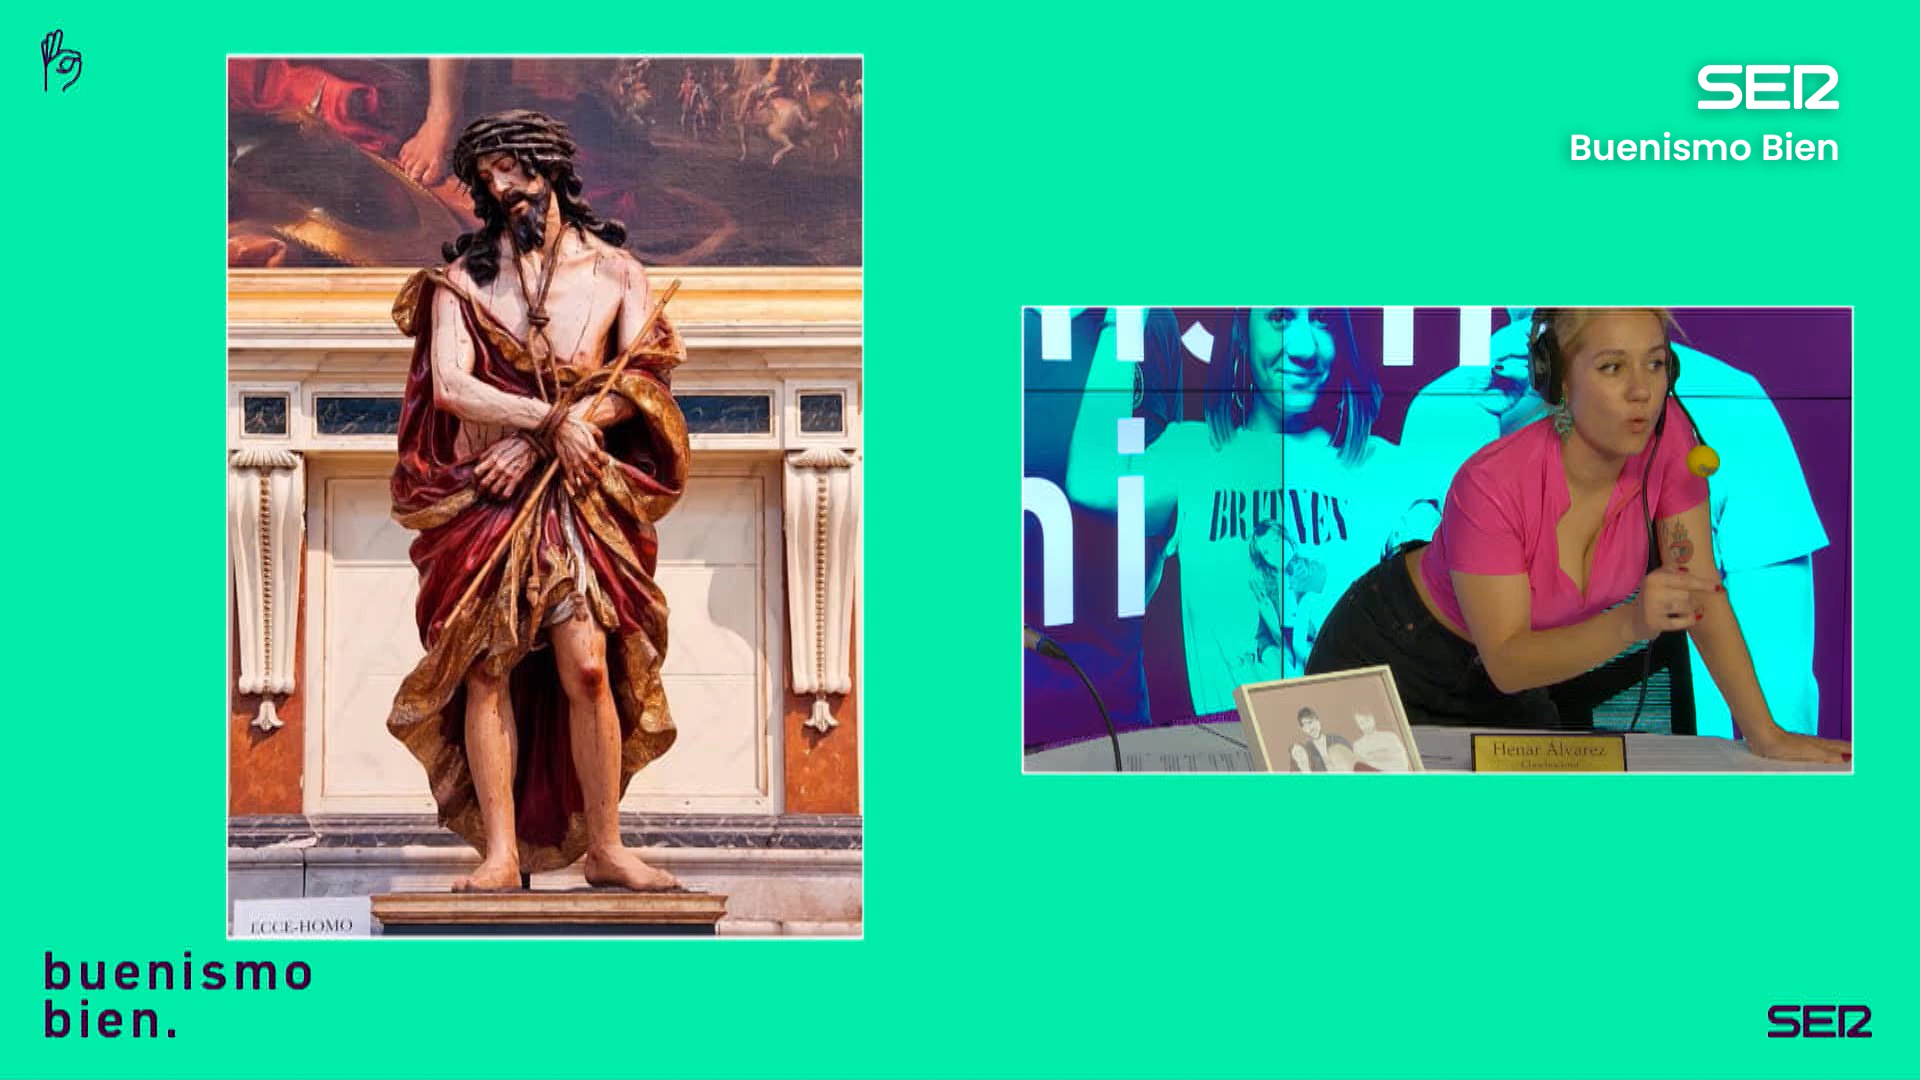 SER
Buenismo Bien
BRITNEY
Henar Álvarez
ECCE-HOMO
buenismo
bien.
SER